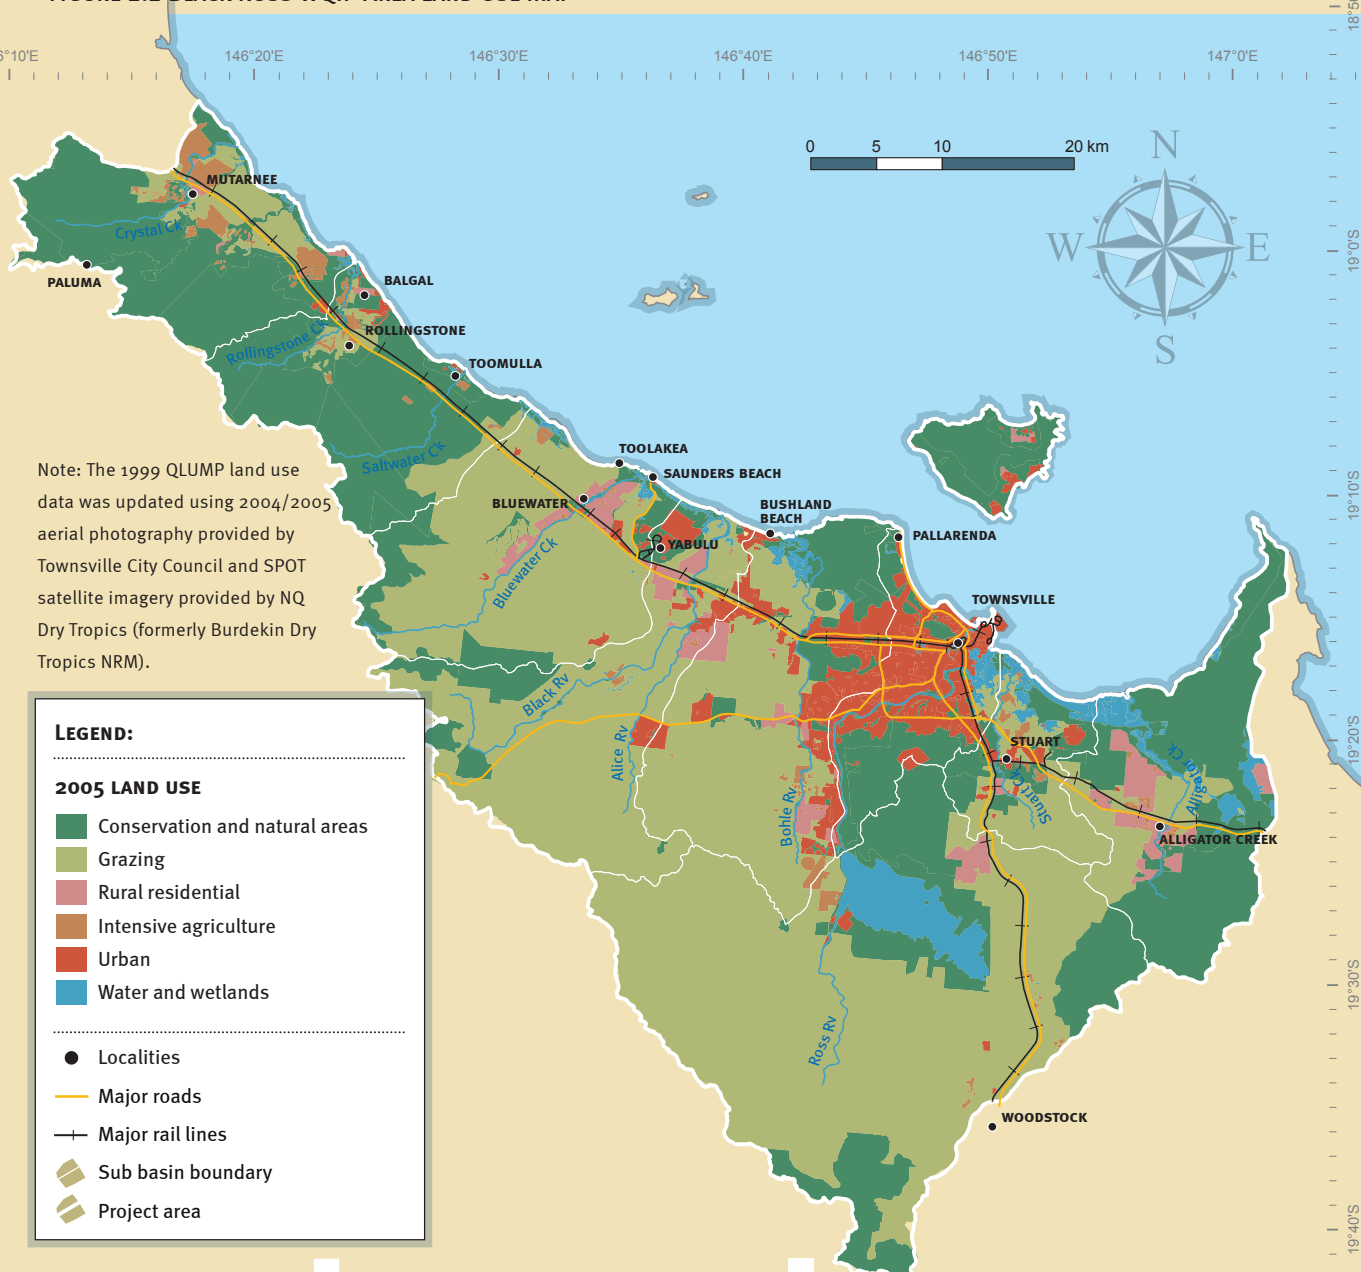 146°20'E
146°30'E
146°40'E
146°50'E
147°0'E
0 5 10 20 km
N
W E
S
19°0'S
19°10'S
19°20'S
19°30'S
19°40'S
MUTARNEE
Crystal Ck
PALUMA
BALGAL
ROLLINGSTONE
Rollingstone Ck
TOOMULLA
Saltwater Ck
TOOLAKEA
SAUNDERS BEACH
BLUEWATER
BUSHLAND
BEACH
PALLARENDA
YABULU
Bluewater Ck
TOWNSVILLE
Black Rv
Alice Rv
Bohle Rv
STUART
Stuart Ck
Alligator Ck
ALLIGATOR CREEK
Ross Rv
WOODSTOCK
Note: The 1999 QLUMP land use
data was updated using 2004/2005
aerial photography provided by
Townsville City Council and SPOT
satellite imagery provided by NQ
Dry Tropics (formerly Burdekin Dry
Tropics NRM).
LEGEND:
2005 LAND USE
Conservation and natural areas
Grazing
Rural residential
Intensive agriculture
Urban
Water and wetlands
Localities
Major roads
Major rail lines
Sub basin boundary
Project area